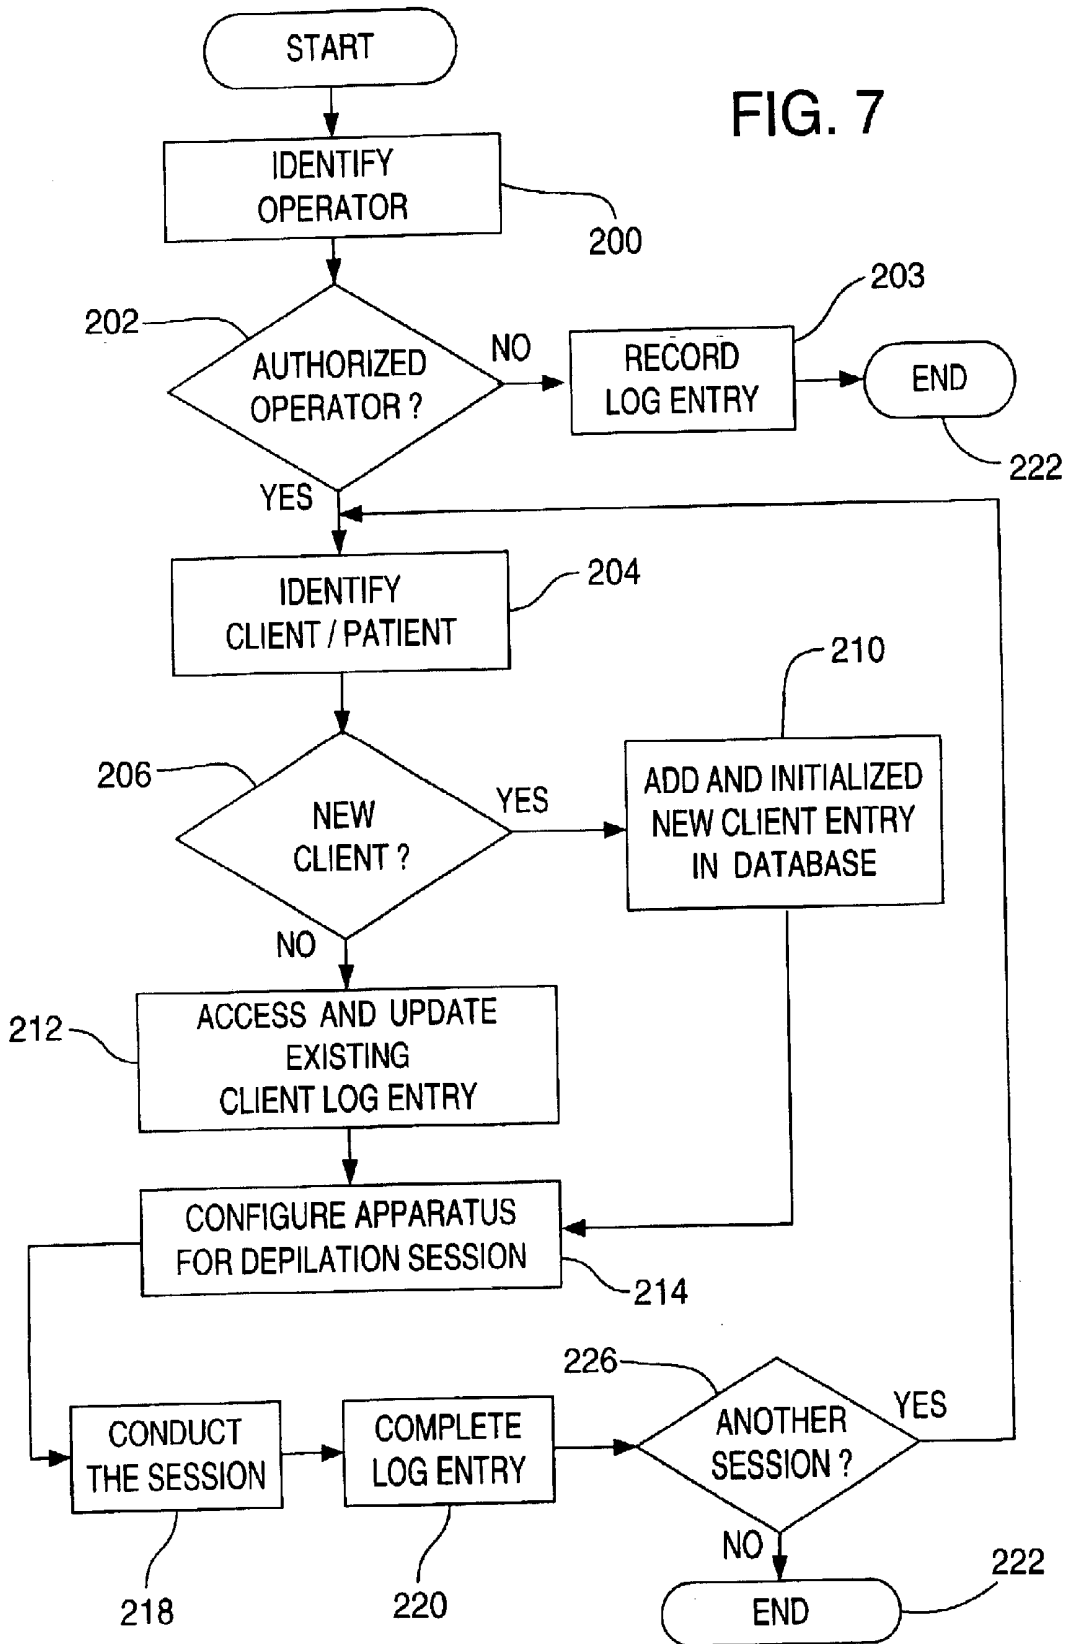 START
FIG. 7
IDENTIFY
OPERATOR
200
202
AUTHORIZED
OPERATOR ?
NO
RECORD
LOG ENTRY
203
END
222
YES
IDENTIFY
CLIENT / PATIENT
204
206
NEW
CLIENT ?
YES
210
ADD AND INITIALIZED
NEW CLIENT ENTRY
IN DATABASE
NO
212
ACCESS AND UPDATE
EXISTING
CLIENT LOG ENTRY
CONFIGURE APPARATUS
FOR DEPILATION SESSION
214
CONDUCT
THE SESSION
218
COMPLETE
LOG ENTRY
220
226
ANOTHER
SESSION ?
YES
NO
END
222